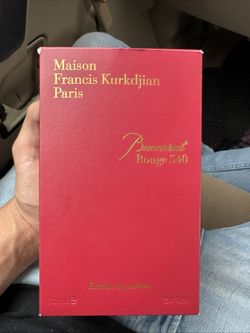 Maison
Francis Kurkdjian
Paris
Baccarat
Rouge 540
Extrait de parfum
70 ml e 2.4 fl.oz.